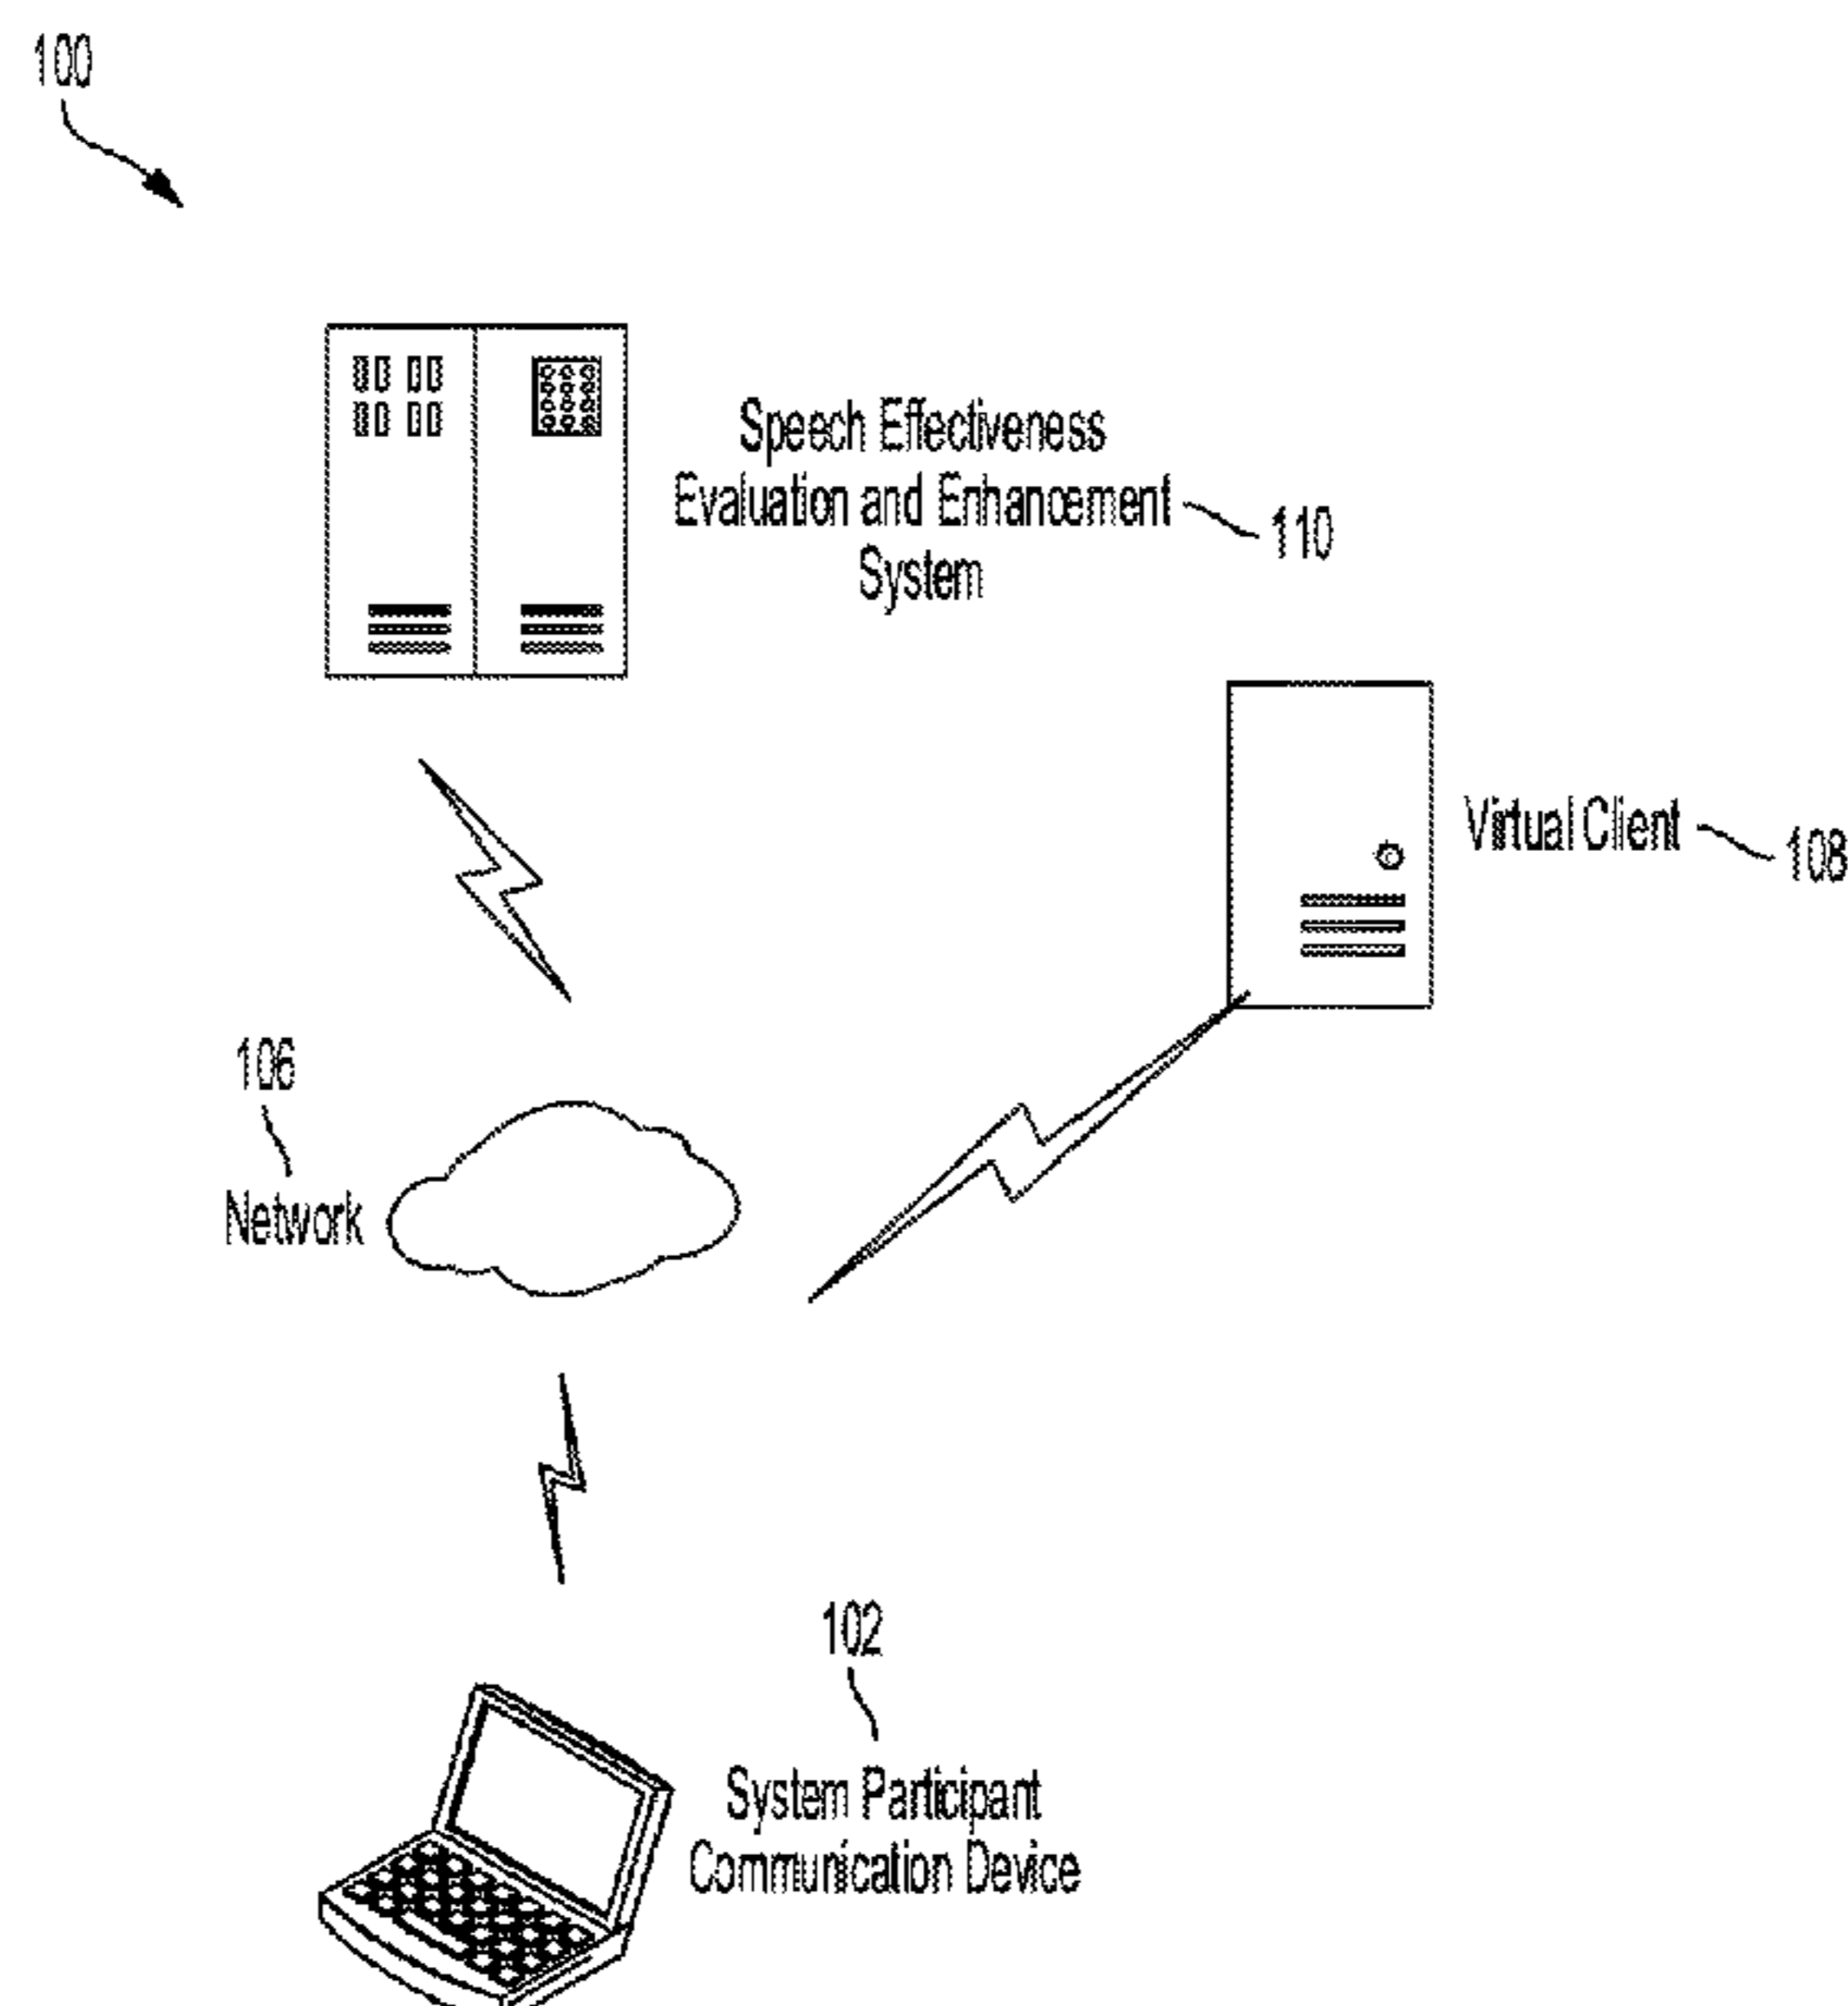 100
Speech Effectiveness
Evaluation and Enhancement
System
110
Virtual Client
108
106
Network
102
System Participant
Communication Device